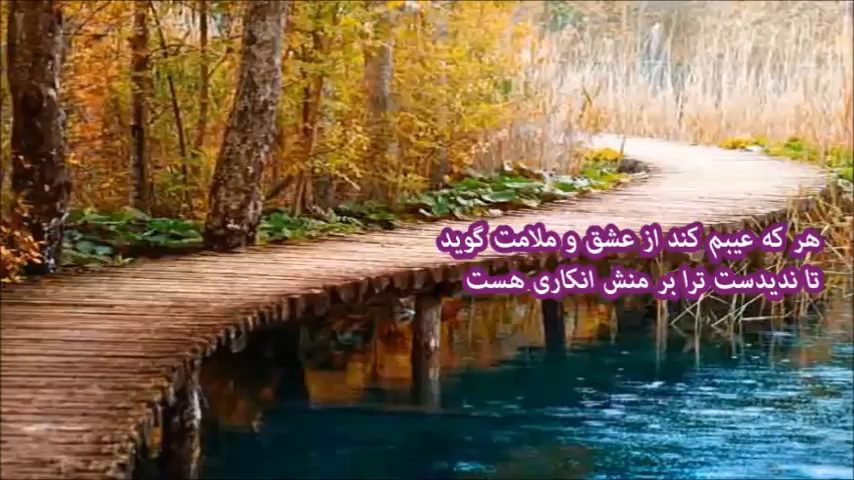 هر که عیبم کند از عشق و ملامت گوید
تا ندیدست ترا بر منش انکاری هست